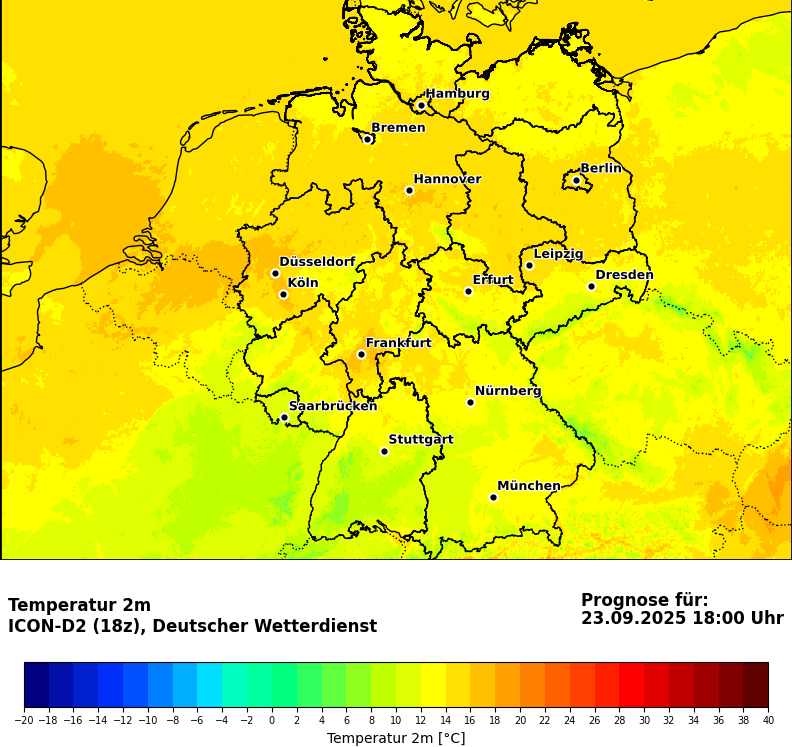 Hamburg
Bremen
Berlin
Hannover
Leipzig
Düsseldorf
Dresden
Köln
Erfurt
Frankfurt
Nürnberg
Saarbrücken
Stuttgart
München
Temperatur 2m
ICON-D2 (18z), Deutscher Wetterdienst
Prognose für:
23.09.2025 18:00 Uhr
−20 −18 −16 −14 −12 −10 −8 −6 −4 −2 0 2 4 6 8 10 12 14 16 18 20 22 24 26 28 30 32 34 36 38 40
Temperatur 2m [°C]